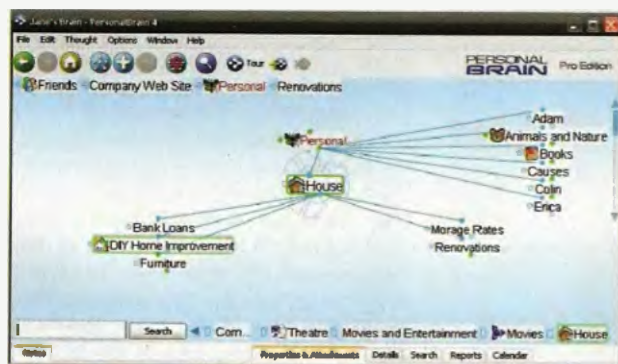 Jane's Brain - PersonalBrain 4
File Edit Thought Options Window Help
Tour
PERSONAL BRAIN Pro Edition
Friends Company Web Site Personal Renovations
Adam
Personal
Animals and Nature
Books
Causes
House
Colin
Erica
Bank Loans
Morage Rates
DIY Home Improvement
Renovations
Furniture
Search Com... Theatre Movies and Entertainment Movies House
Notes Properties & Attachments Details Search Reports Calendar